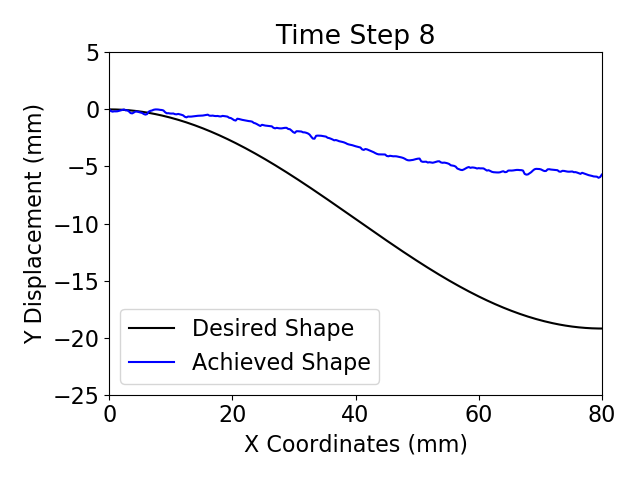 Time Step 8
Y Displacement (mm)
5
0
−5
−10
−15
−20
−25
Desired Shape
Achieved Shape
0 20 40 60 80
X Coordinates (mm)